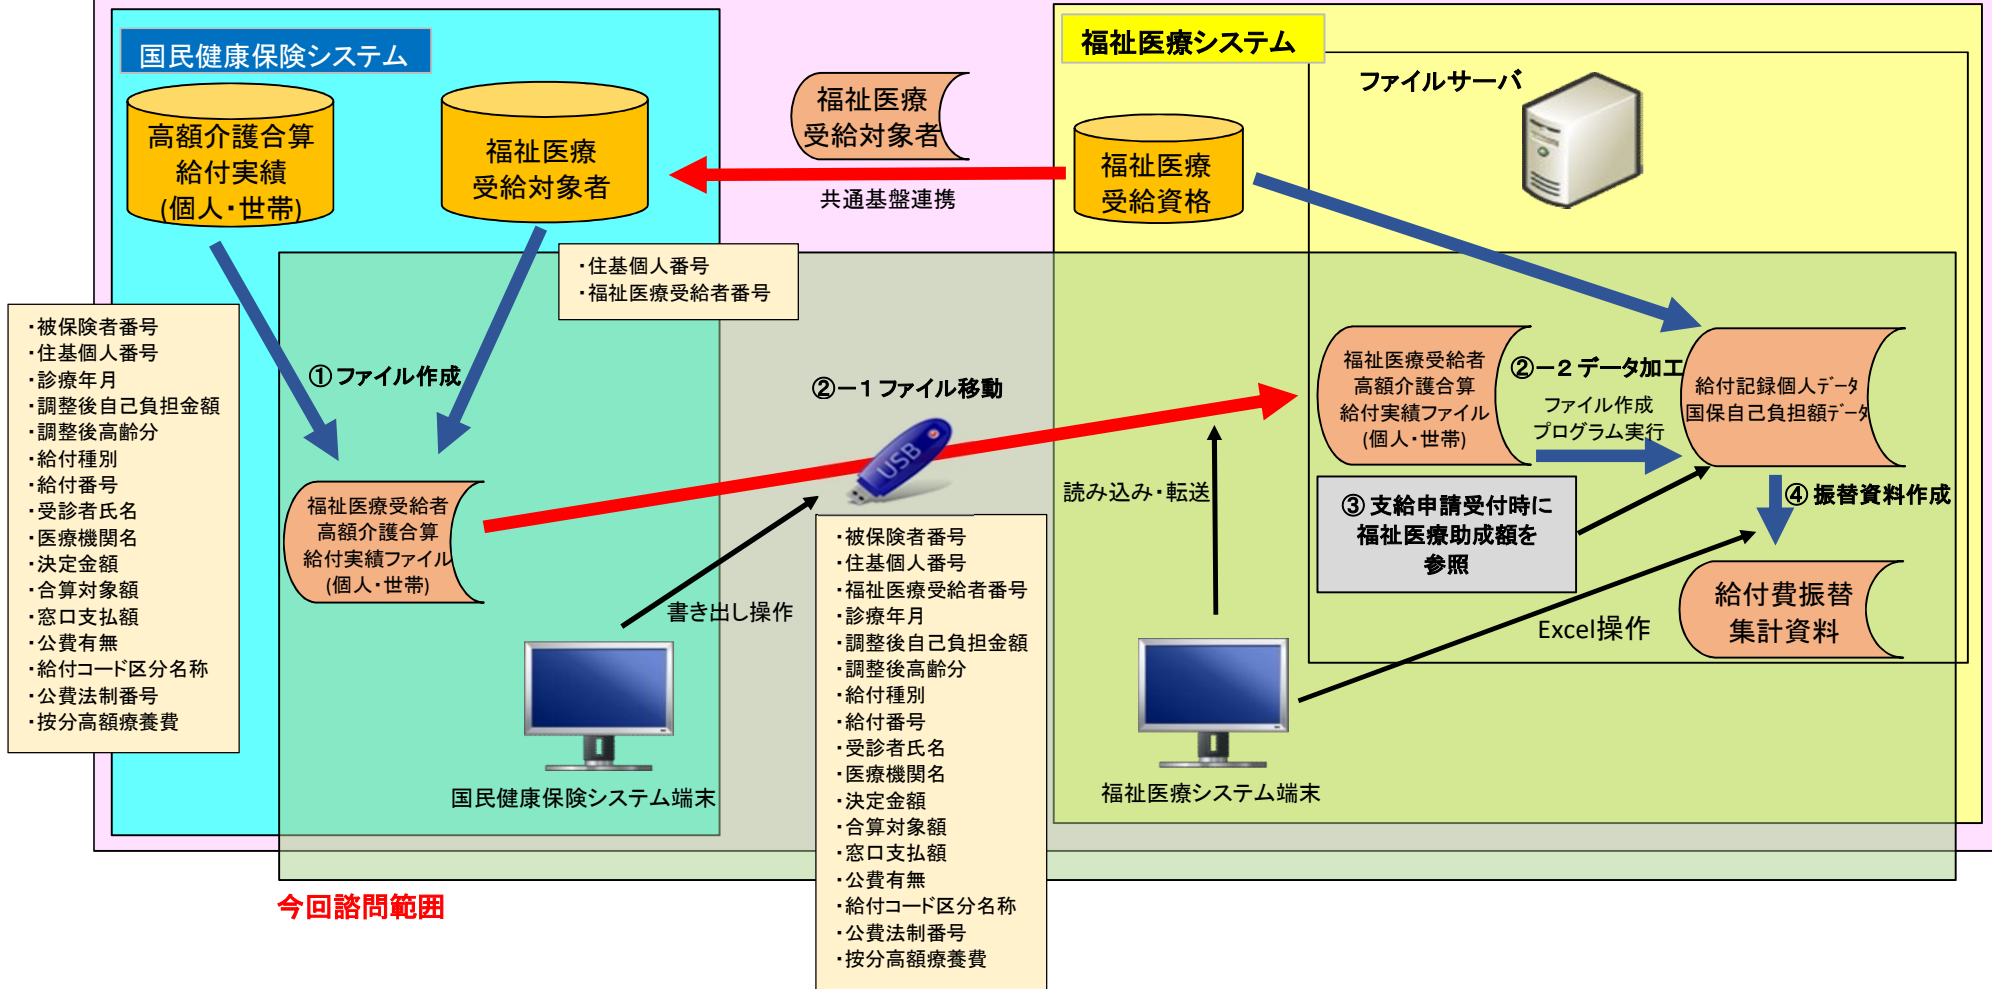 国民健康保険システム
高額介護合算
給付実績
(個人・世帯)
福祉医療
受給対象者
福祉医療
受給対象者
共通基盤連携
福祉医療システム
福祉医療
受給資格
ファイルサーバ
・住基個人番号
・福祉医療受給者番号
・被保険者番号
・住基個人番号
・診療年月
・調整後自己負担金額
・調整後高齢分
・給付種別
・給付番号
・受診者氏名
・医療機関名
・決定金額
・合算対象額
・窓口支払額
・公費有無
・給付コード区分名称
・公費法制番号
・按分高額療養費
①ファイル作成
福祉医療受給者
高額介護合算
給付実績ファイル
(個人・世帯)
②－１ファイル移動
USB
書き出し操作
国民健康保険システム端末
・被保険者番号
・住基個人番号
・福祉医療受給者番号
・診療年月
・調整後自己負担金額
・調整後高齢分
・給付種別
・給付番号
・受診者氏名
・医療機関名
・決定金額
・合算対象額
・窓口支払額
・公費有無
・給付コード区分名称
・公費法制番号
・按分高額療養費
読み込み・転送
福祉医療システム端末
福祉医療受給者
高額介護合算
給付実績ファイル
(個人・世帯)
②－２データ加工
ファイル作成
プログラム実行
給付記録個人ﾃﾞｰﾀ
国保自己負担額ﾃﾞｰﾀ
③支給申請受付時に
福祉医療助成額を
参照
④振替資料作成
Excel操作
給付費振替
集計資料
今回諮問範囲